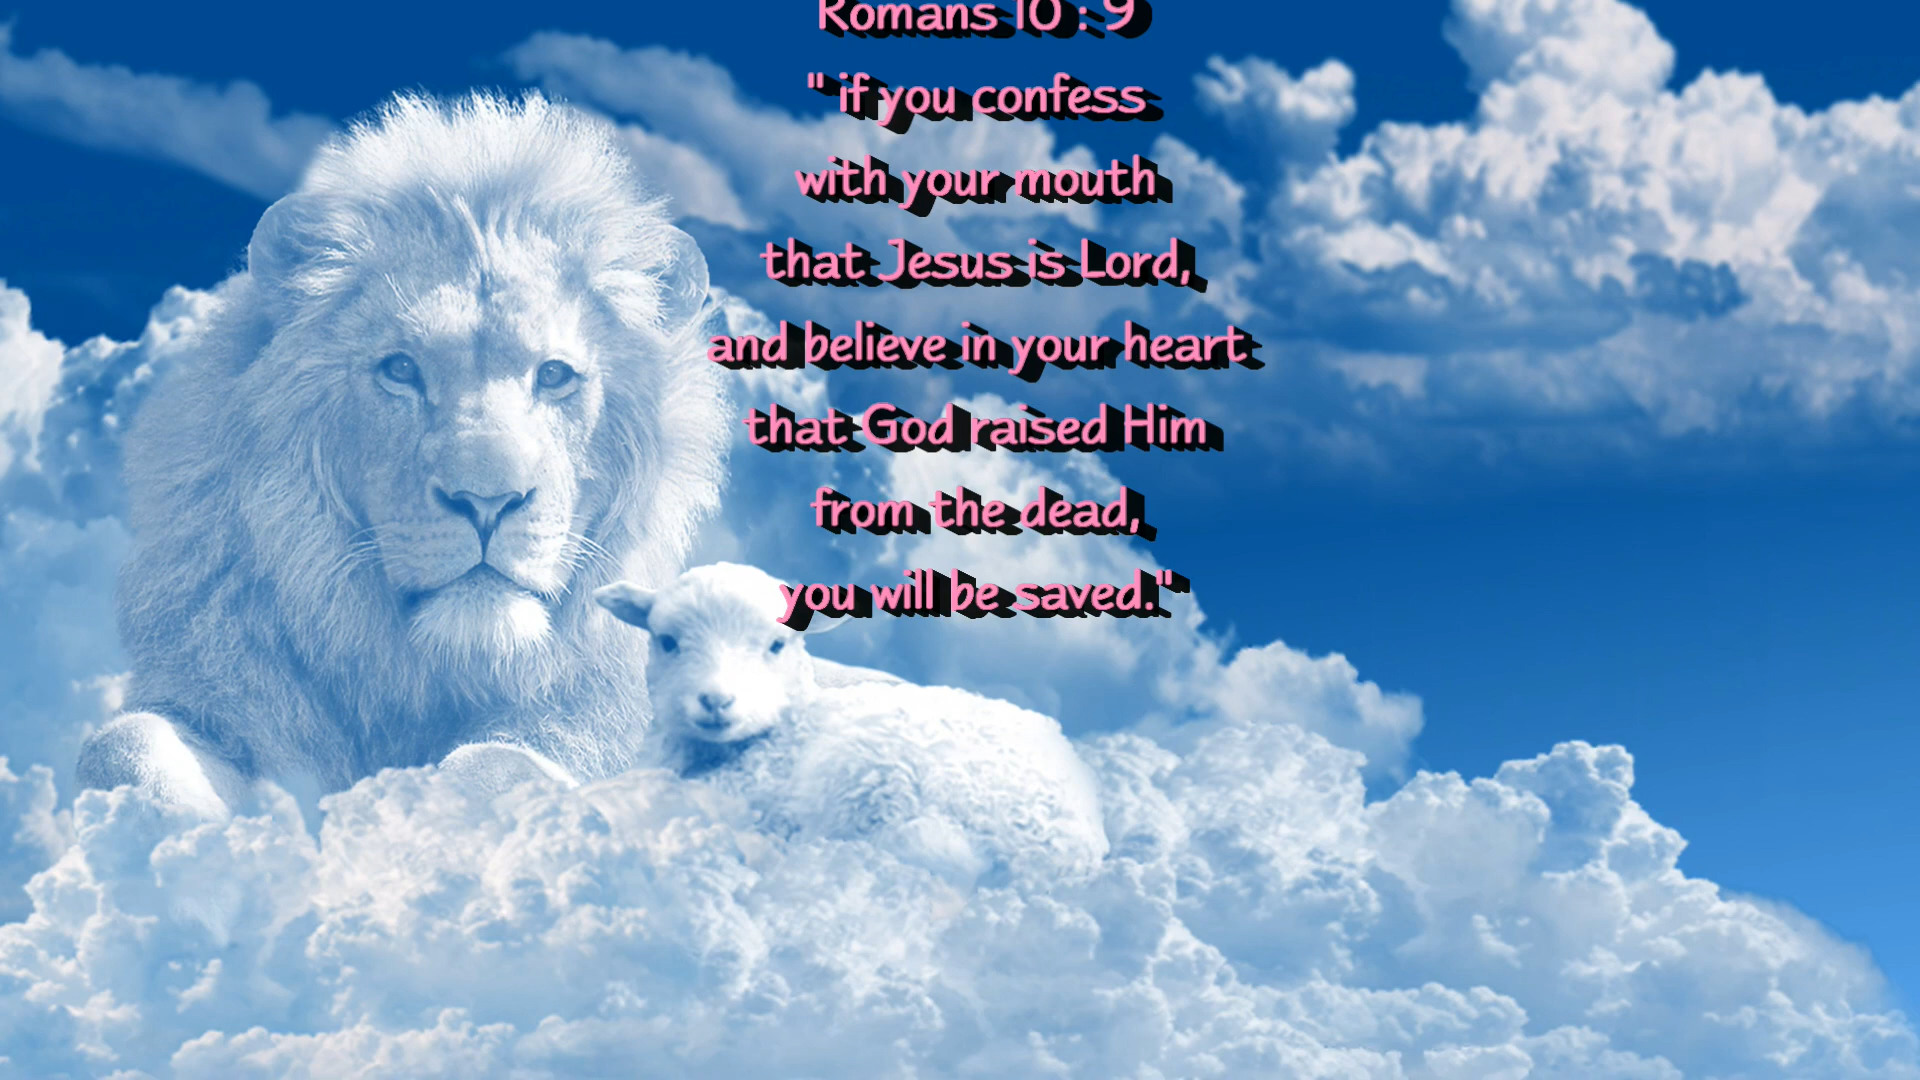 Romans 10 : 9
" if you confess
with your mouth
that Jesus is Lord,
and believe in your heart
that God raised Him
from the dead,
you will be saved."